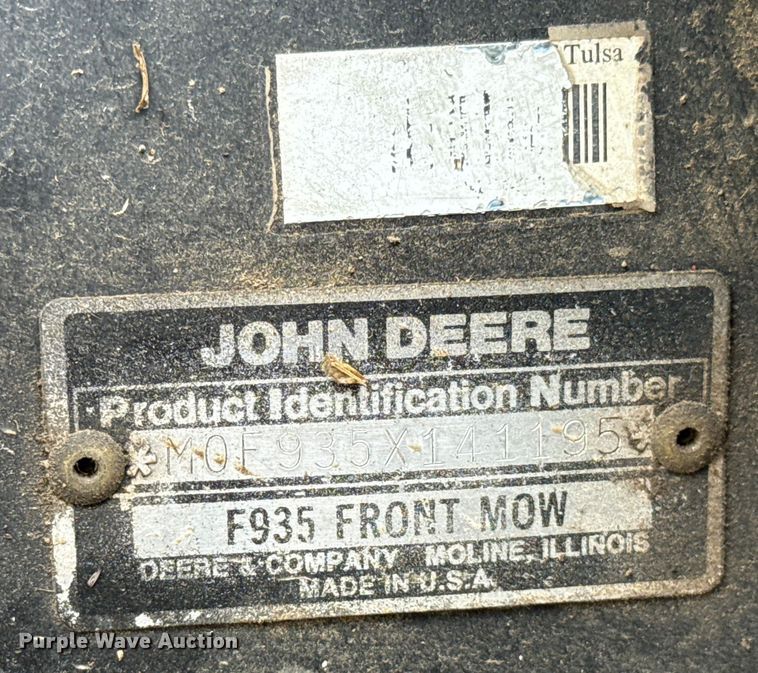 Tulsa
JOHN DEERE
Product Identification Number
*M0F935X141195*
F935 FRONT MOW
DEERE & COMPANY MOLINE, ILLINOIS
MADE IN U.S.A.
Purple Wave Auction